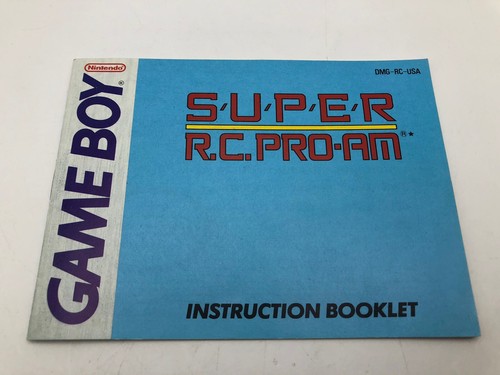 Nintendo®
GAME BOY
DMG-RC-USA
S·U·P·E·R
R.C. PRO-AM®*
INSTRUCTION BOOKLET